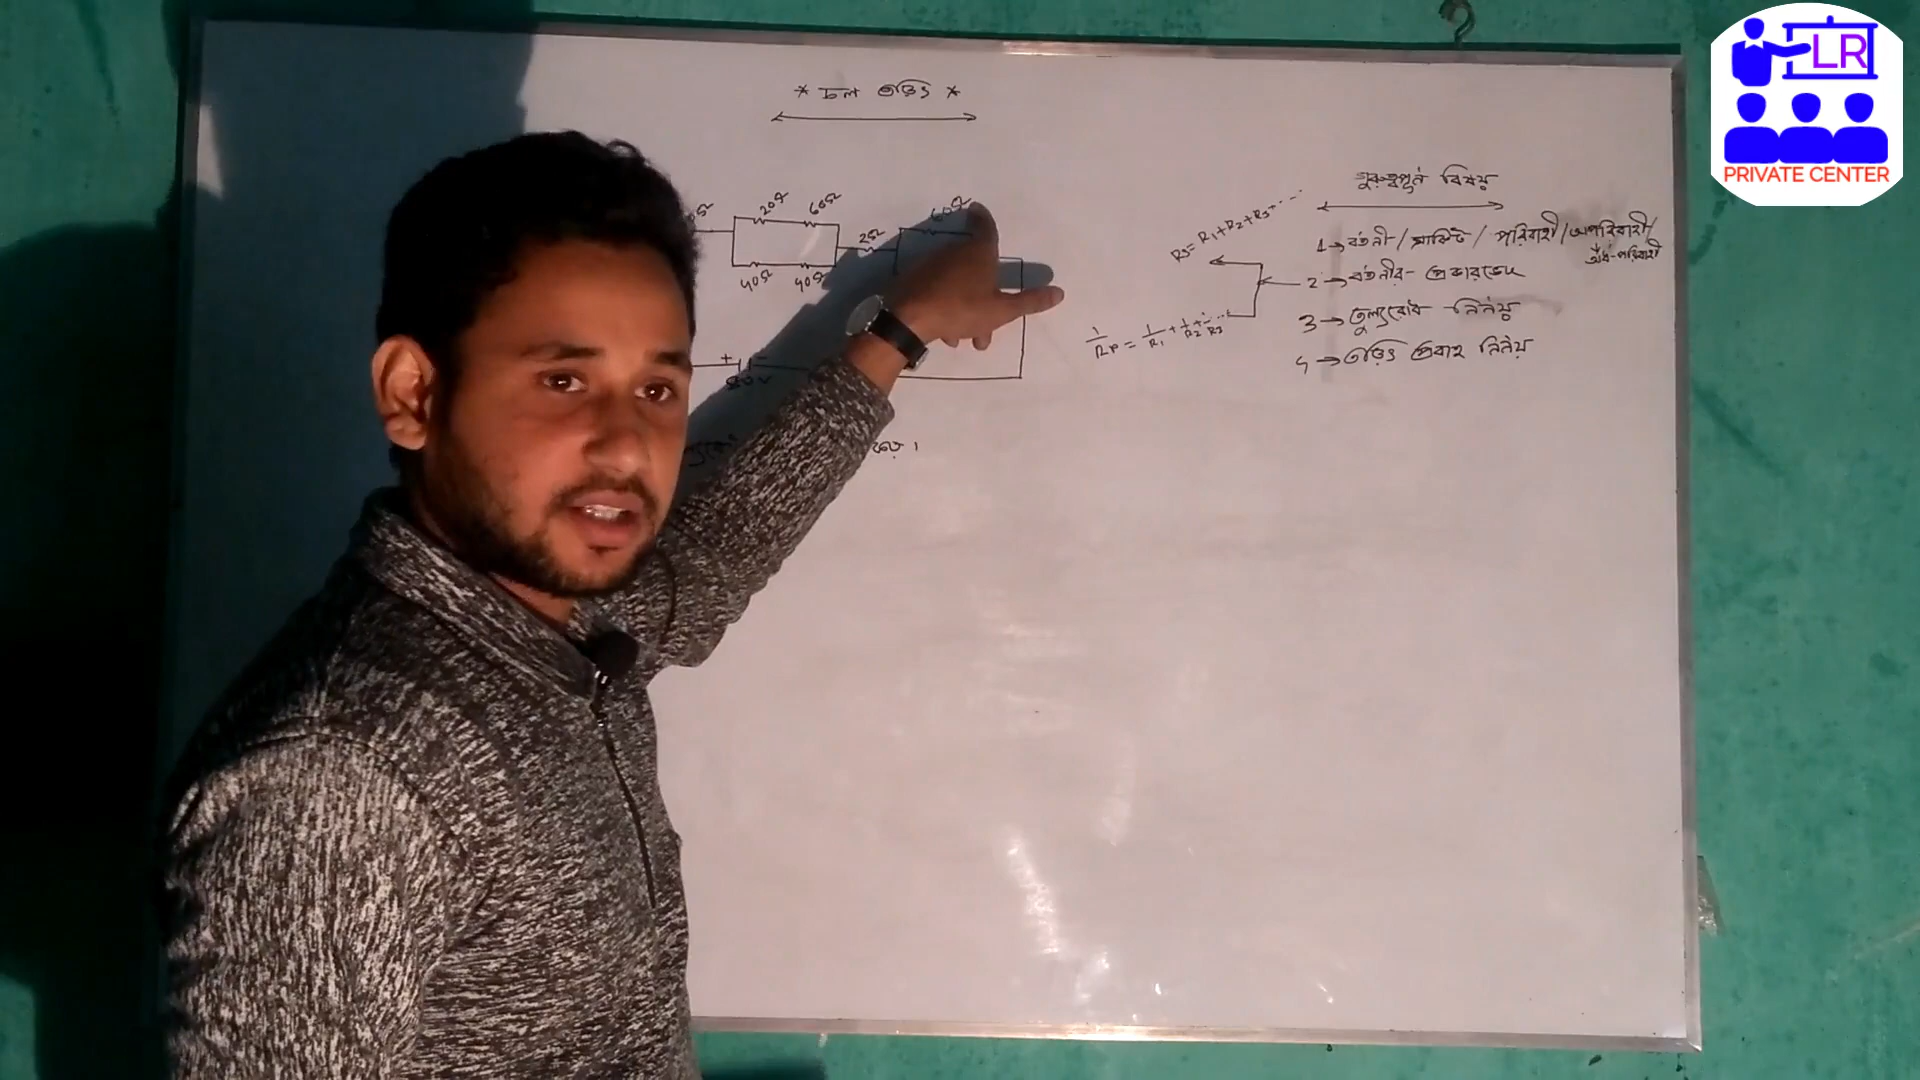 * চল তড়িৎ *
20Ω 60Ω
40Ω 40Ω
2Ω
60Ω
+ -
গুরুত্বপূর্ণ বিষয়
1→ বর্তনী / সার্কিট / পরিবাহী / অপরিবাহী /
অর্ধ-পরিবাহী
2→ বর্তনীর- প্রকারভেদ
3→ তুল্যরোধ নির্ণয়
4→ তড়িৎ প্রবাহ নির্ণয়
Rs = R1+R2+R3+....
1/Rp = 1/R1 + 1/R2 + 1/R3 ....
LR
PRIVATE CENTER